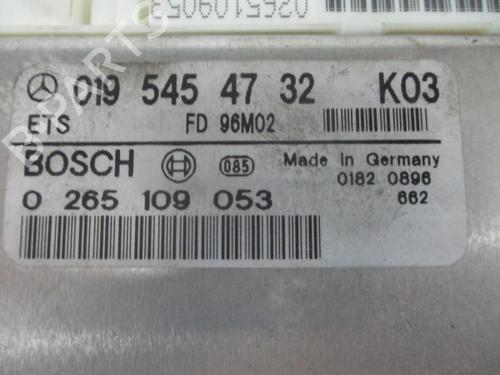 0265109053
019 545 47 32 K03
ETS FD 96M02
BOSCH 085 Made in Germany
0 265 109 053 0182 0896
662
B-PARTS